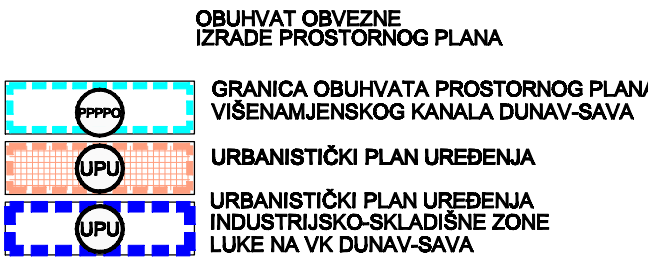 OBUHVAT OBVEZNE
IZRADE PROSTORNOG PLANA
PPPPO
GRANICA OBUHVATA PROSTORNOG PLANA
VIŠENAMJENSKOG KANALA DUNAV-SAVA
UPU
URBANISTIČKI PLAN UREĐENJA
UPU
URBANISTIČKI PLAN UREĐENJA
INDUSTRIJSKO-SKLADIŠNE ZONE
LUKE NA VK DUNAV-SAVA